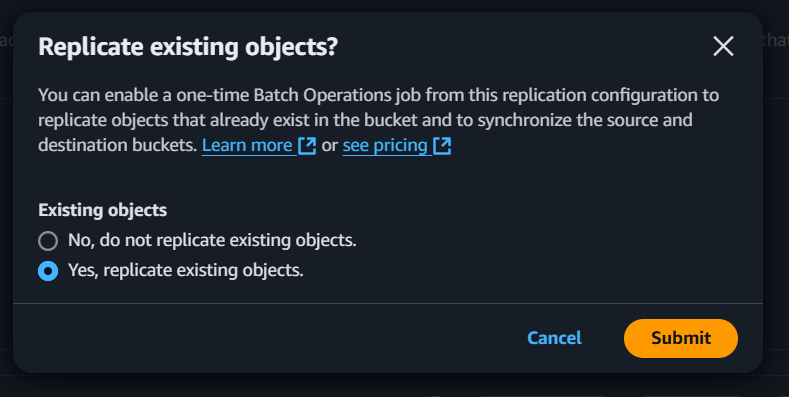 Replicate existing objects?
You can enable a one-time Batch Operations job from this replication configuration to
replicate objects that already exist in the bucket and to synchronize the source and
destination buckets. Learn more or see pricing
Existing objects
No, do not replicate existing objects.
Yes, replicate existing objects.
Cancel
Submit